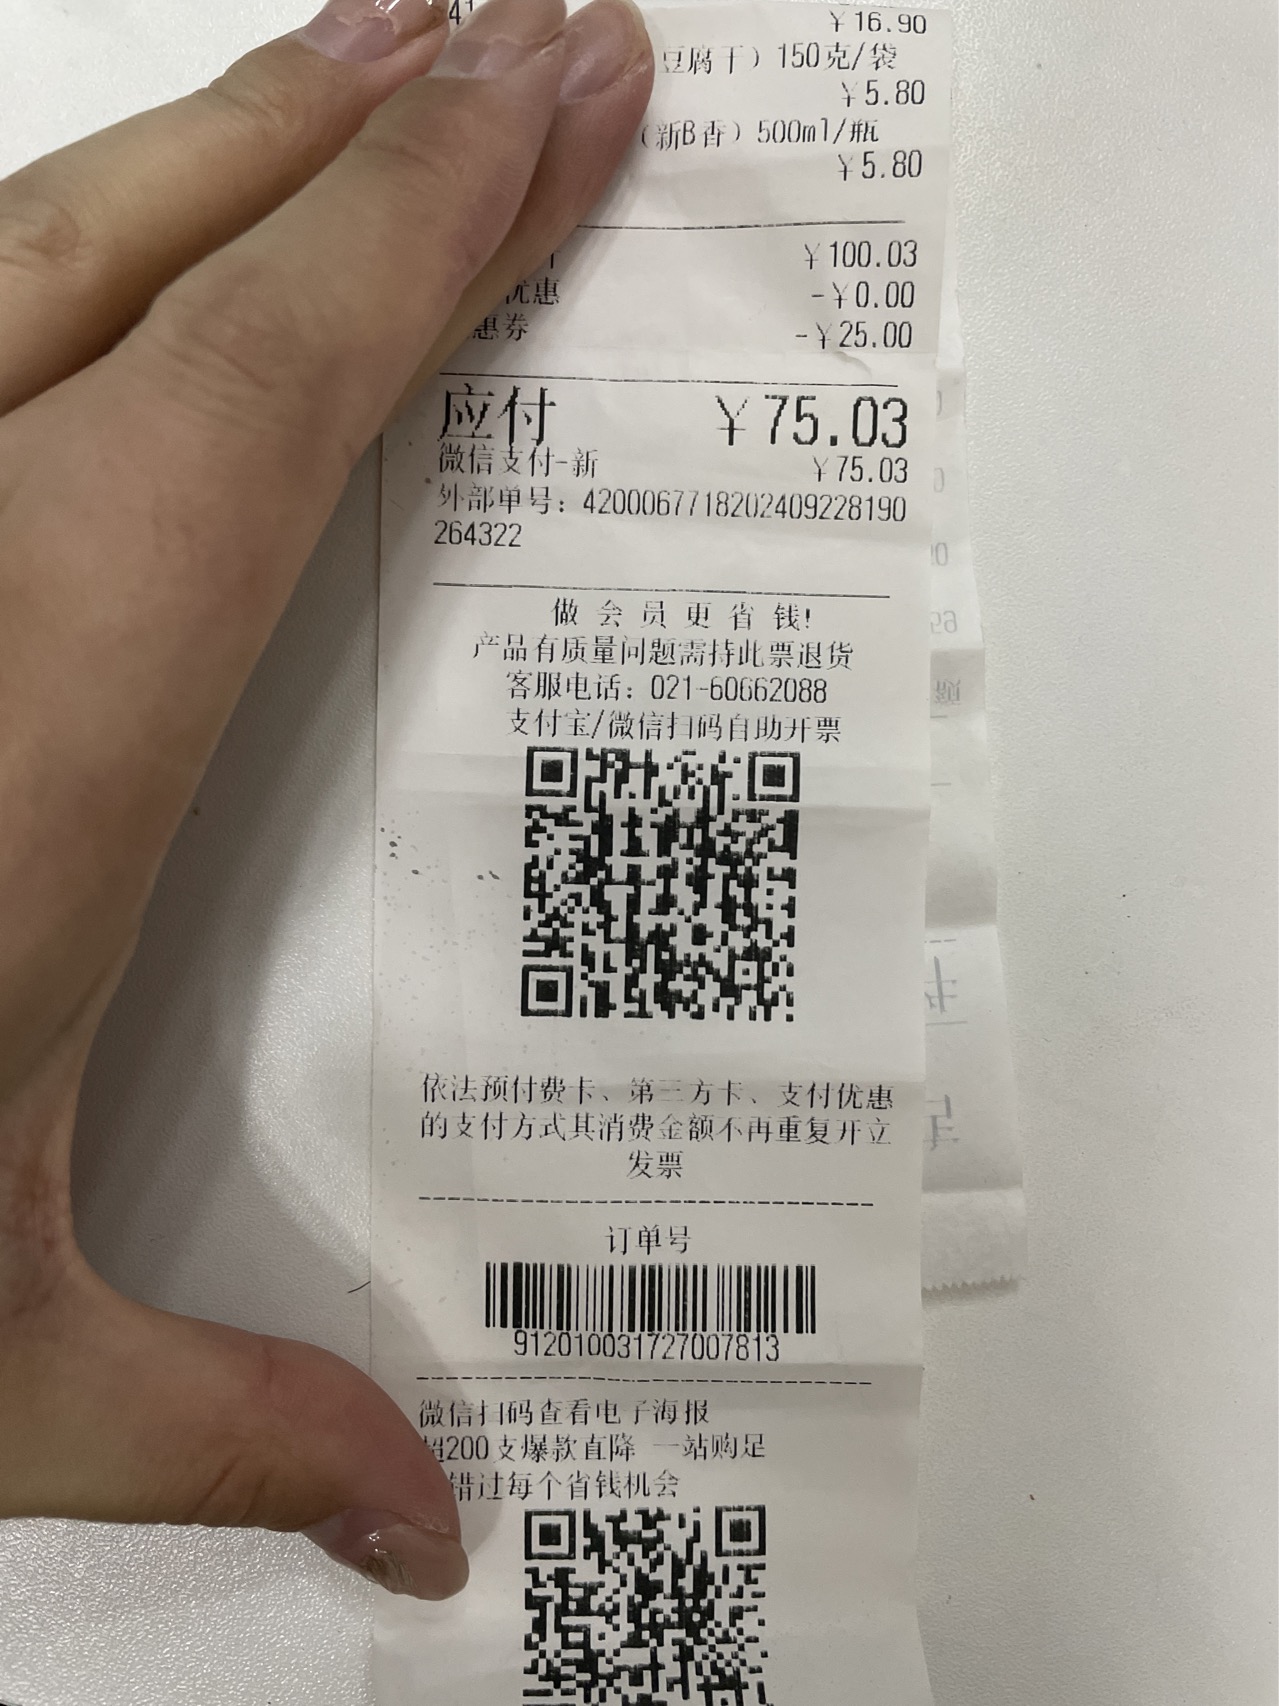 41
￥16.90
豆腐干）150克/袋
￥5.80
（新B香）500ml/瓶
￥5.80
￥100.03
优惠 -￥0.00
惠券 -￥25.00
应付 ￥75.03
微信支付-新 ￥75.03
外部单号：4200067718202409228190
264322
做 会 员 更 省 钱!
产品有质量问题需持此票退货
客服电话：021-60662088
支付宝/微信扫码自助开票
依法预付费卡、第三方卡、支付优惠
的支付方式其消费金额不再重复开立
发票
订单号
912010031727007813
微信扫码查看电子海报
超200支爆款直降 一站购足
错过每个省钱机会